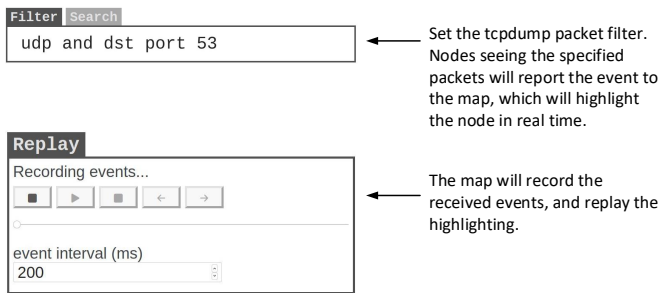 Filter Search
udp and dst port 53
Set the tcpdump packet filter.
Nodes seeing the specified
packets will report the event to
the map, which will highlight
the node in real time.
Replay
Recording events...
event interval (ms)
200
The map will record the
received events, and replay the
highlighting.